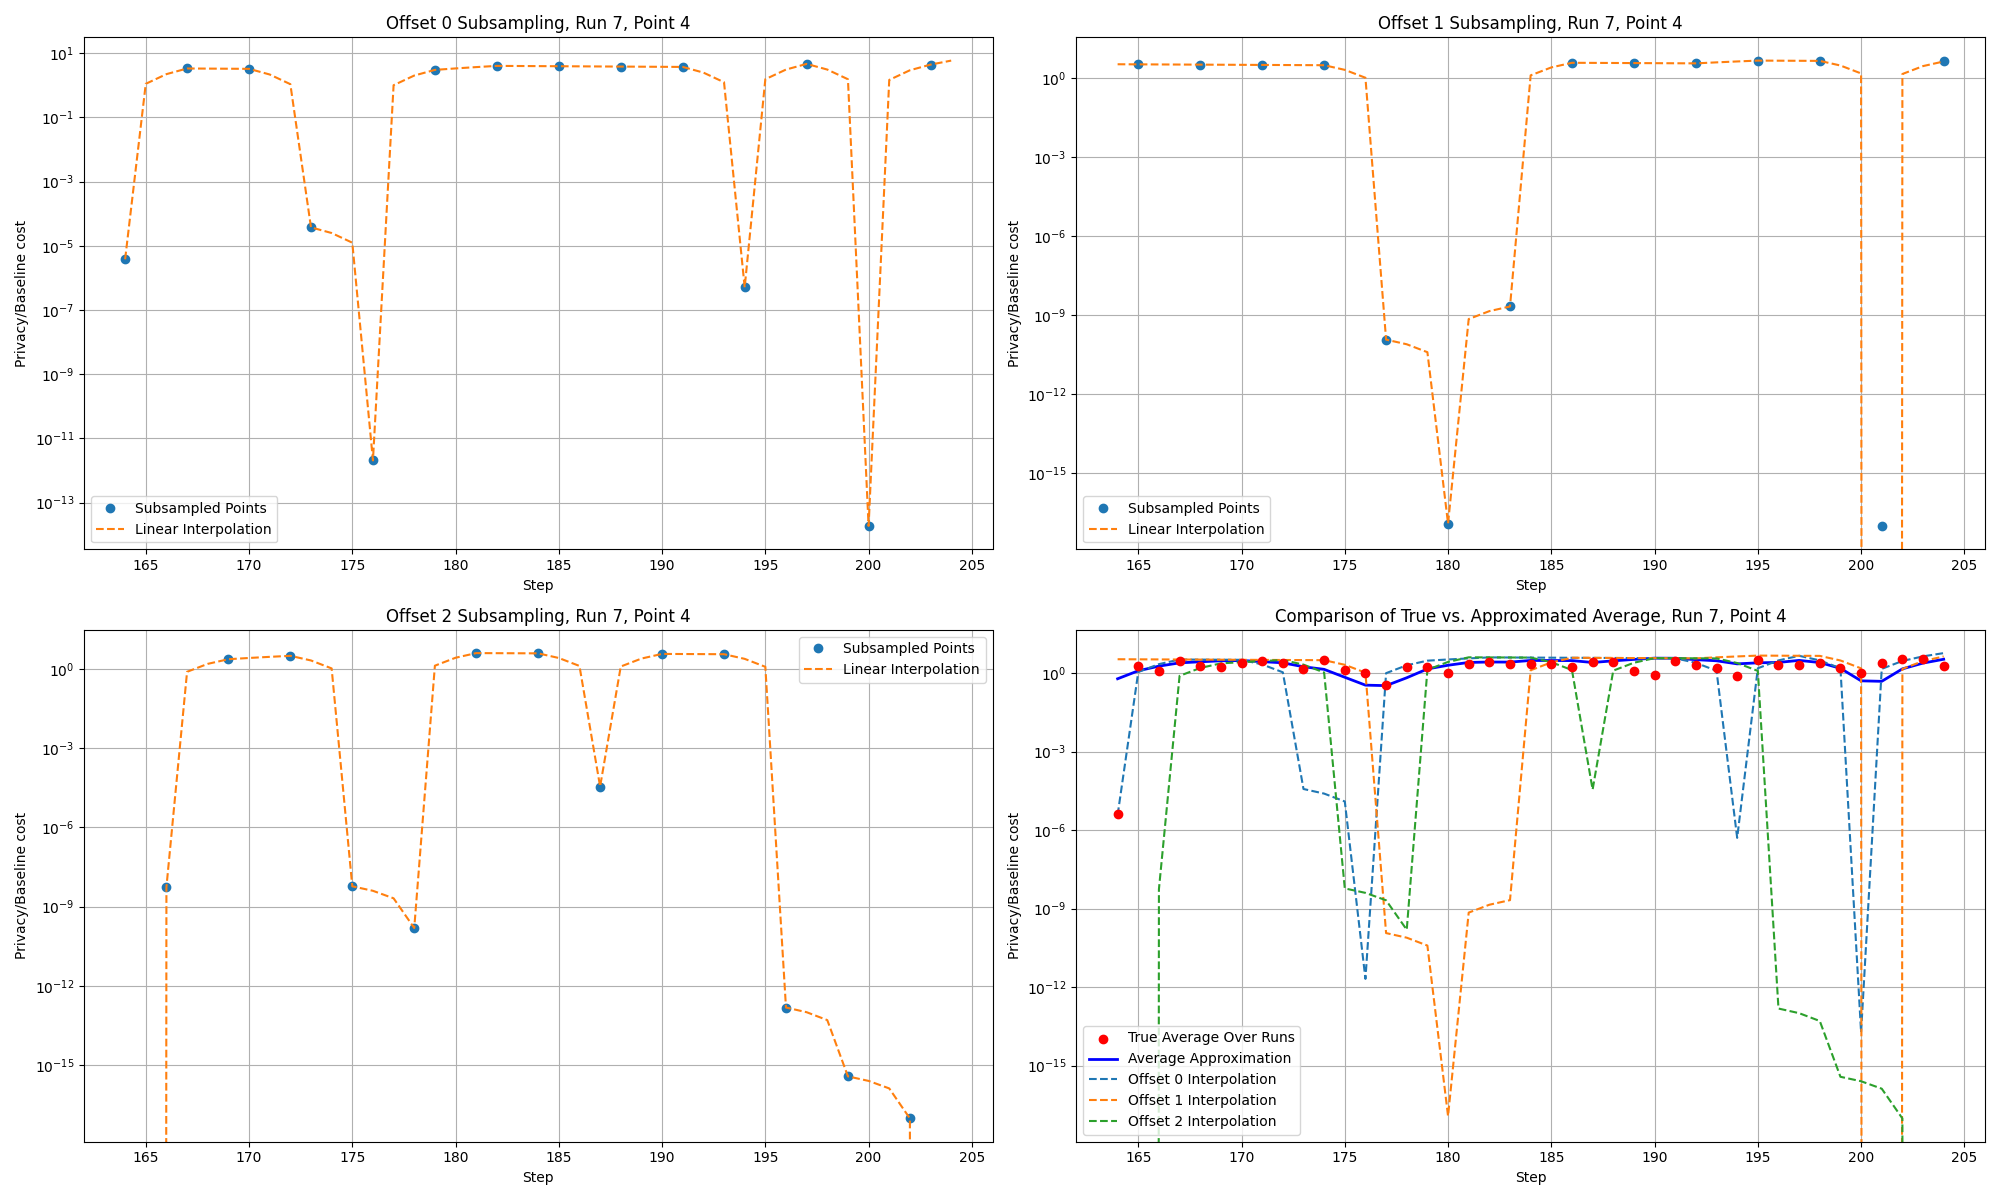 Offset 0 Subsampling, Run 7, Point 4
Privacy/Baseline cost
10^1
10^-1
10^-3
10^-5
10^-7
10^-9
10^-11
10^-13
Subsampled Points
Linear Interpolation
165 170 175 180 185 190 195 200 205
Step
Offset 1 Subsampling, Run 7, Point 4
Privacy/Baseline cost
10^0
10^-3
10^-6
10^-9
10^-12
10^-15
Subsampled Points
Linear Interpolation
165 170 175 180 185 190 195 200 205
Step
Offset 2 Subsampling, Run 7, Point 4
Privacy/Baseline cost
10^0
10^-3
10^-6
10^-9
10^-12
10^-15
Subsampled Points
Linear Interpolation
165 170 175 180 185 190 195 200 205
Step
Comparison of True vs. Approximated Average, Run 7, Point 4
Privacy/Baseline cost
10^0
10^-3
10^-6
10^-9
10^-12
10^-15
True Average Over Runs
Average Approximation
Offset 0 Interpolation
Offset 1 Interpolation
Offset 2 Interpolation
165 170 175 180 185 190 195 200 205
Step